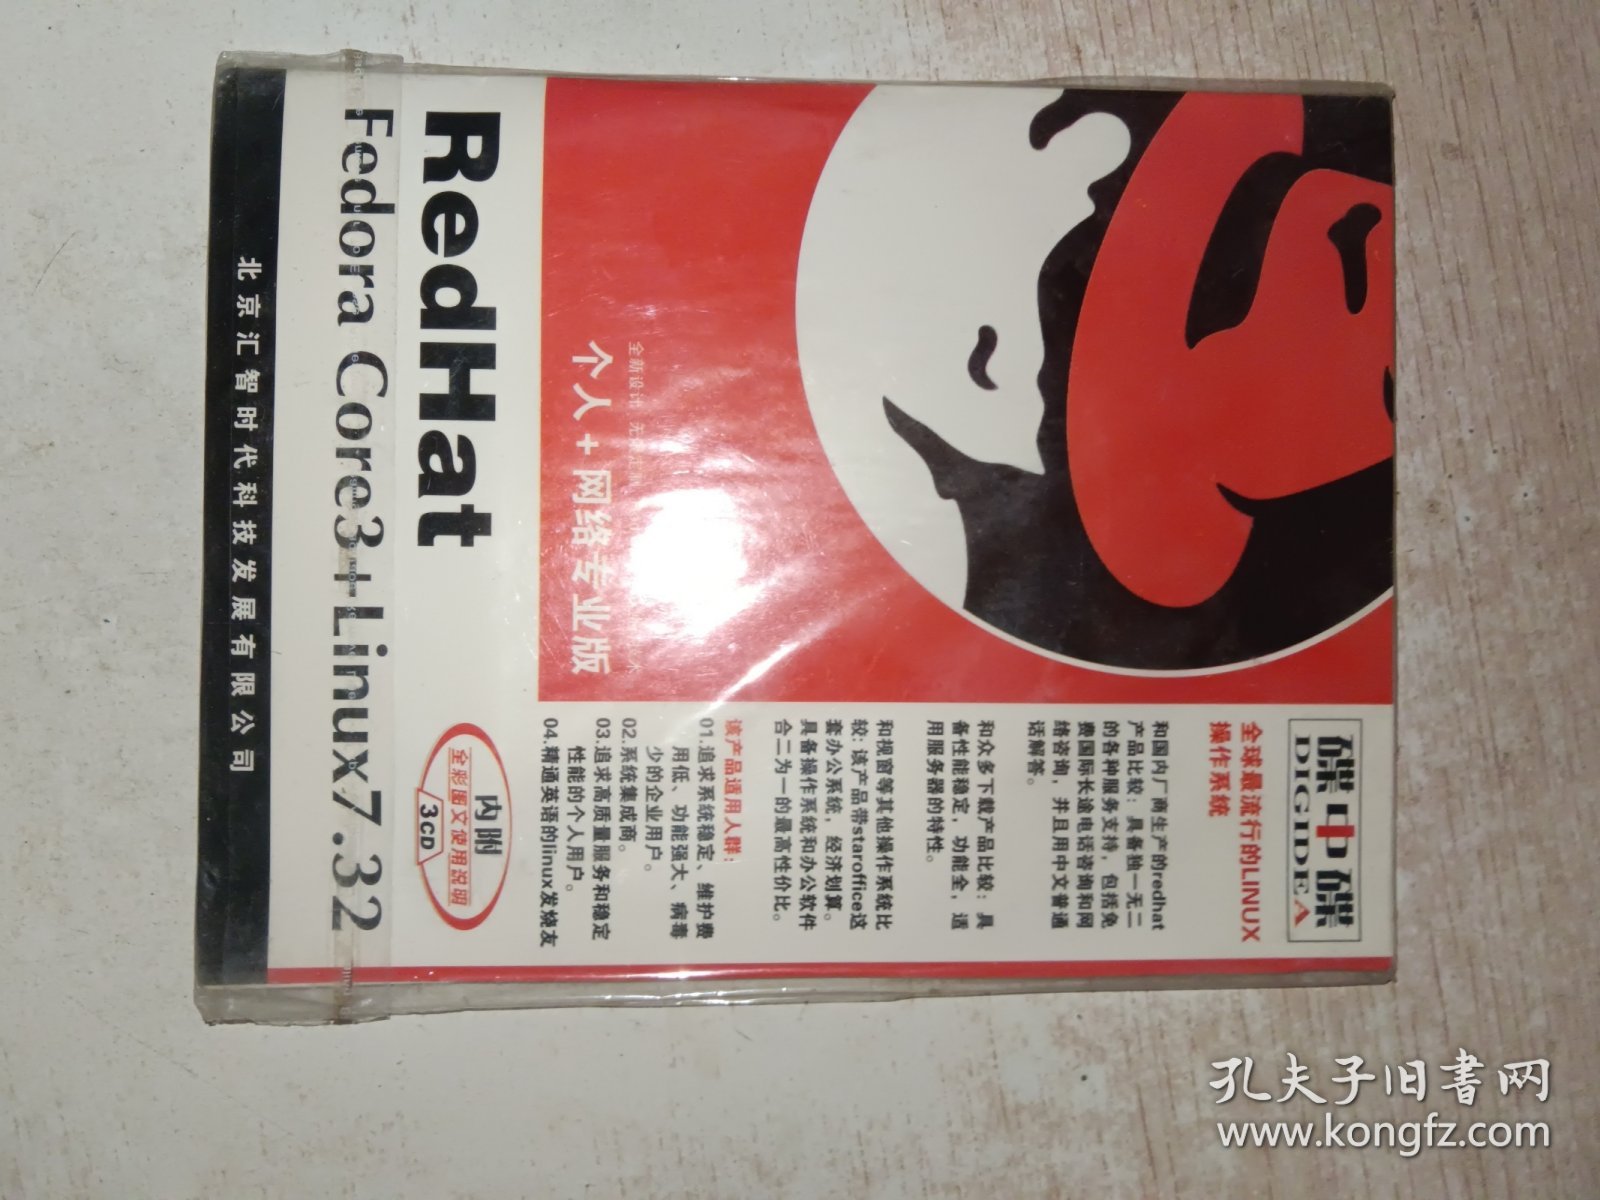 碟中碟
DIGIDEA
全球最流行的LINUX
操作系统
和国内厂商生产的redhat
产品比较：具备独一无二
的各种服务支持，包括免
费国际长途电话咨询和网
络咨询，并且用中文普通
话解答。
和众多下载产品比较：具
备性能稳定，功能全，适
用服务器的特性。
和视窗等其他操作系统比
较：该产品带staroffice这
套办公系统，经济划算。
具备操作系统和办公软件
合二为一的最高性价比。
该产品适用人群：
01.追求系统稳定、维护费
用低、功能强大、病毒
少的企业用户。
02.系统集成商。
03.追求高质量服务和稳定
性能的个人用户。
04.精通英语的linux发烧友
全新设计
个人+网络专业版
RedHat
内附
全彩图文使用说明
3CD
Fedora Core3+Linux7.32
北京汇智时代科技发展有限公司
孔夫子旧书网
www.kongfz.com